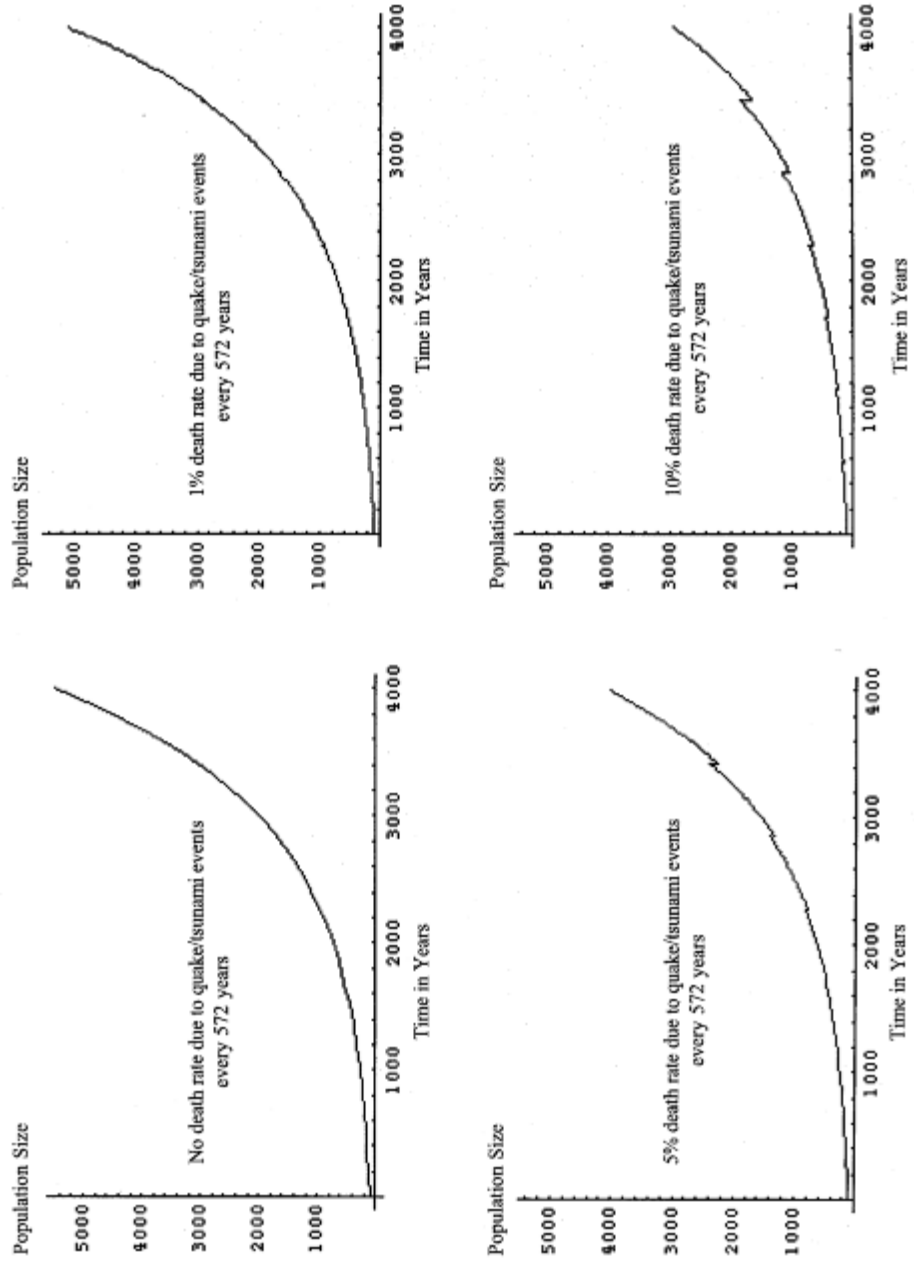 Population Size
5000
4000
3000
2000
1000
No death rate due to quake/tsunami events
every 572 years
1000
2000
3000
4000
Time in Years
Population Size
5000
4000
3000
2000
1000
1% death rate due to quake/tsunami events
every 572 years
1000
2000
3000
4000
Time in Years
Population Size
5000
4000
3000
2000
1000
5% death rate due to quake/tsunami events
every 572 years
1000
2000
3000
4000
Time in Years
Population Size
5000
4000
3000
2000
1000
10% death rate due to quake/tsunami events
every 572 years
1000
2000
3000
4000
Time in Years